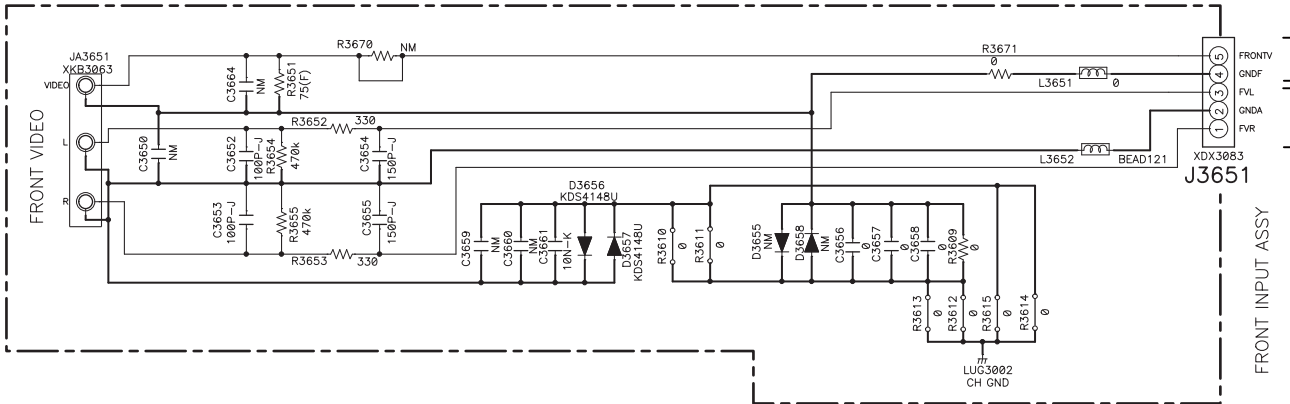 JA3651
XKB3063
VIDEO
L
R
FRONT VIDEO
C3650
NM
C3664
NM
R3651
75(F)
R3670
NM
R3652
330
C3652
100P-J
R3654
470k
C3654
150P-J
C3653
100P-J
R3655
470k
C3655
150P-J
R3653
330
C3659
NM
C3660
NM
C3661
10N-K
D3656
KDS4148U
D3657
KDS4148U
R3610
0
R3611
0
D3655
NM
D3658
NM
C3656
0
C3657
0
C3658
0
R3609
0
R3613
0
R3612
0
R3615
0
R3614
0
LUG3002
CH GND
R3671
0
L3651
0
L3652
BEAD121
5
FRONTV
4
GNDF
3
FVL
2
GNDA
1
FVR
XDX3083
J3651
FRONT INPUT ASSY